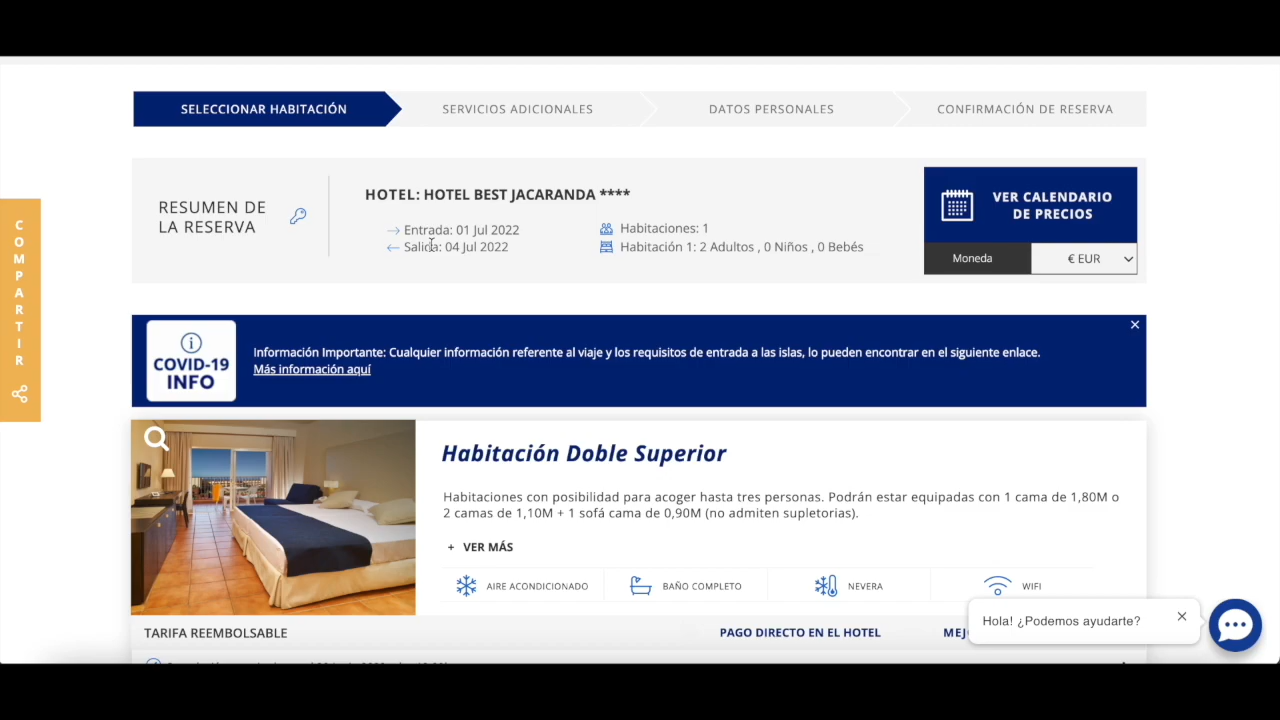 SELECCIONAR HABITACIÓN
SERVICIOS ADICIONALES
DATOS PERSONALES
CONFIRMACIÓN DE RESERVA
COMPARTIR
RESUMEN DE
LA RESERVA
HOTEL: HOTEL BEST JACARANDA ****
Entrada: 01 Jul 2022
Salida: 04 Jul 2022
Habitaciones: 1
Habitación 1: 2 Adultos , 0 Niños , 0 Bebés
VER CALENDARIO
DE PRECIOS
Moneda
€ EUR
COVID-19
INFO
Información Importante: Cualquier información referente al viaje y los requisitos de entrada a las islas, lo pueden encontrar en el siguiente enlace.
Más información aquí
Habitación Doble Superior
Habitaciones con posibilidad para acoger hasta tres personas. Podrán estar equipadas con 1 cama de 1,80M o
2 camas de 1,10M + 1 sofá cama de 0,90M (no admiten supletorias).
+ VER MÁS
AIRE ACONDICIONADO
BAÑO COMPLETO
NEVERA
WIFI
Hola! ¿Podemos ayudarte?
TARIFA REEMBOLSABLE
PAGO DIRECTO EN EL HOTEL